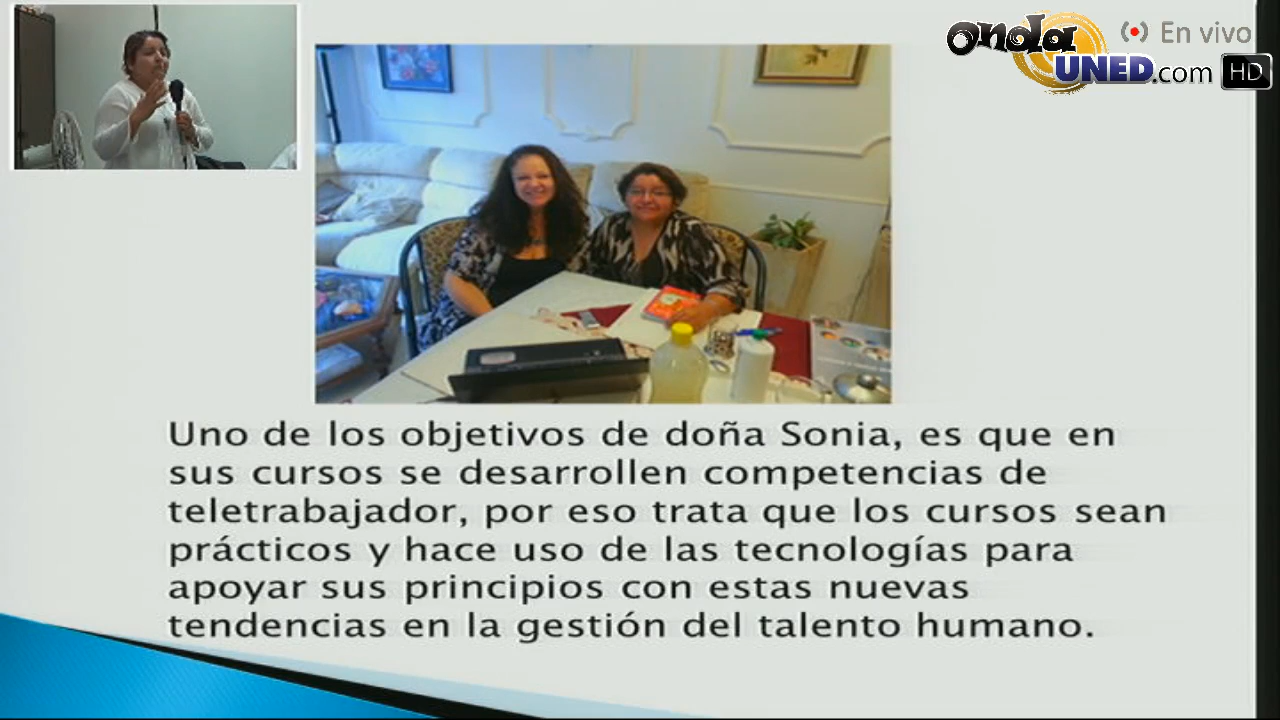 onda
UNED.com
En vivo
HD
Uno de los objetivos de doña Sonia, es que en
sus cursos se desarrollen competencias de
teletrabajador, por eso trata que los cursos sean
prácticos y hace uso de las tecnologías para
apoyar sus principios con estas nuevas
tendencias en la gestión del talento humano.